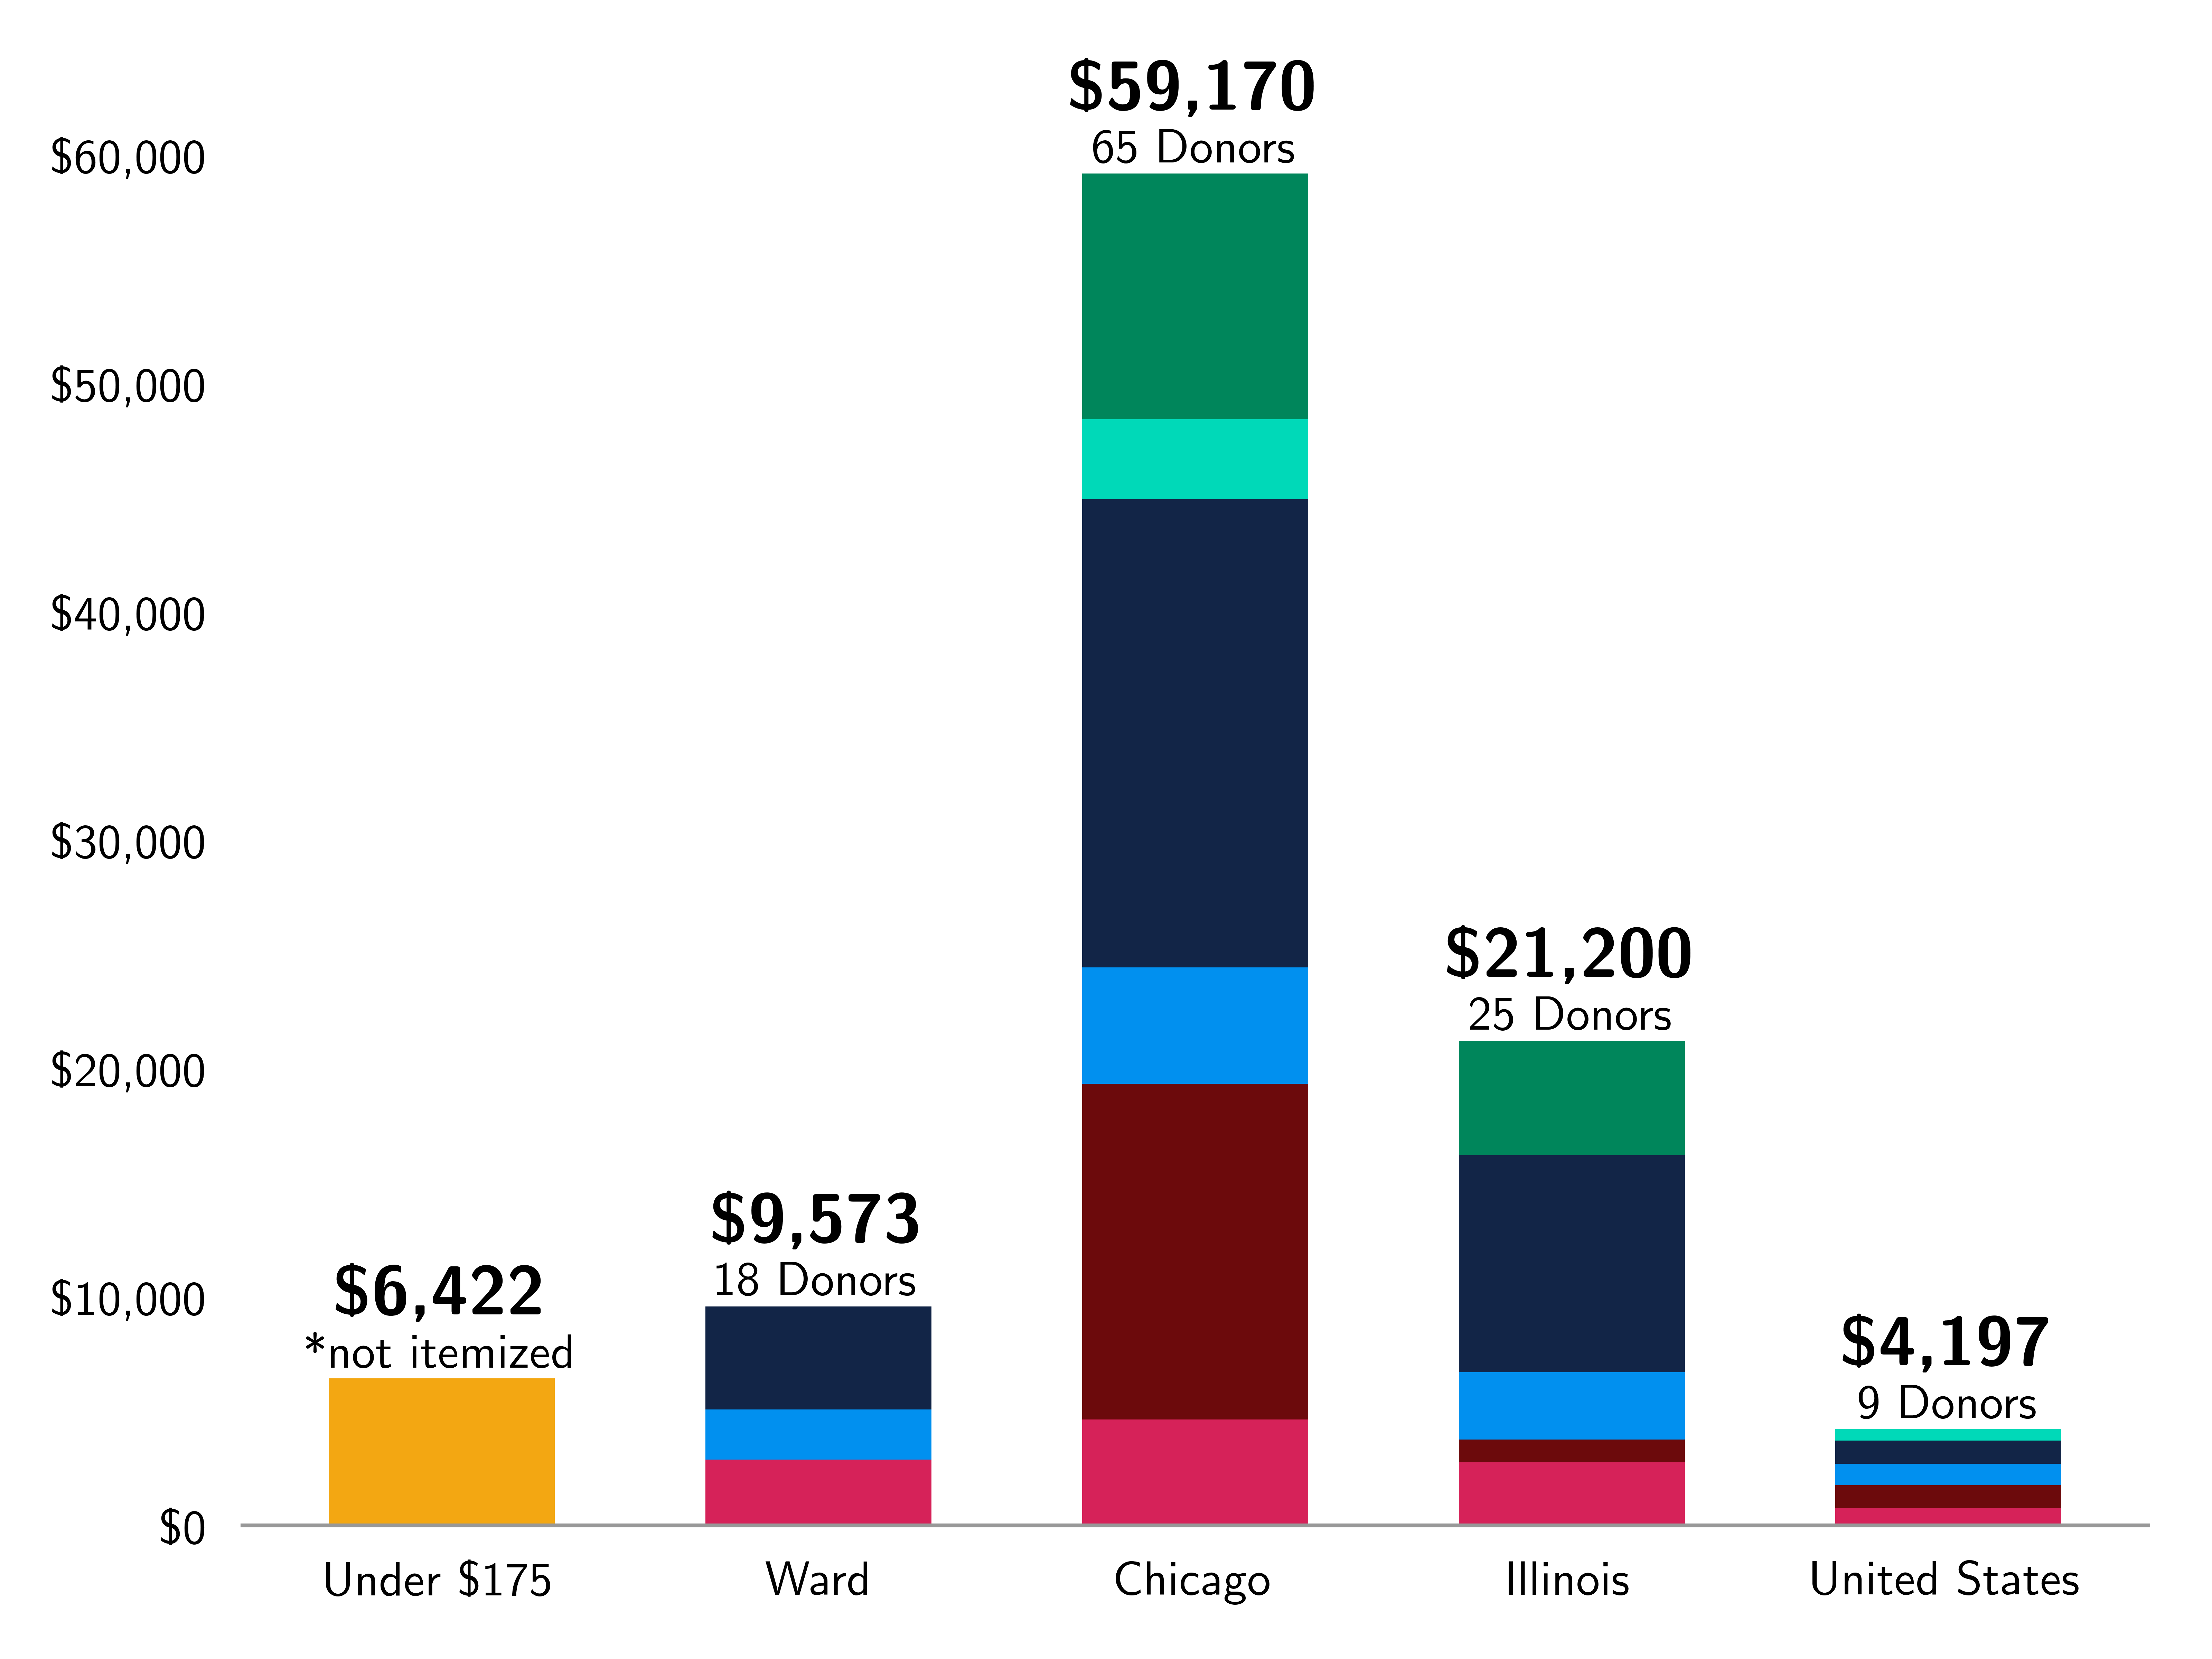 $59,170
65 Donors
$60,000
$50,000
$40,000
$30,000
$21,200
25 Donors
$20,000
$9,573
18 Donors
$6,422
*not itemized
$10,000
$4,197
9 Donors
$0
Under $175
Ward
Chicago
Illinois
United States